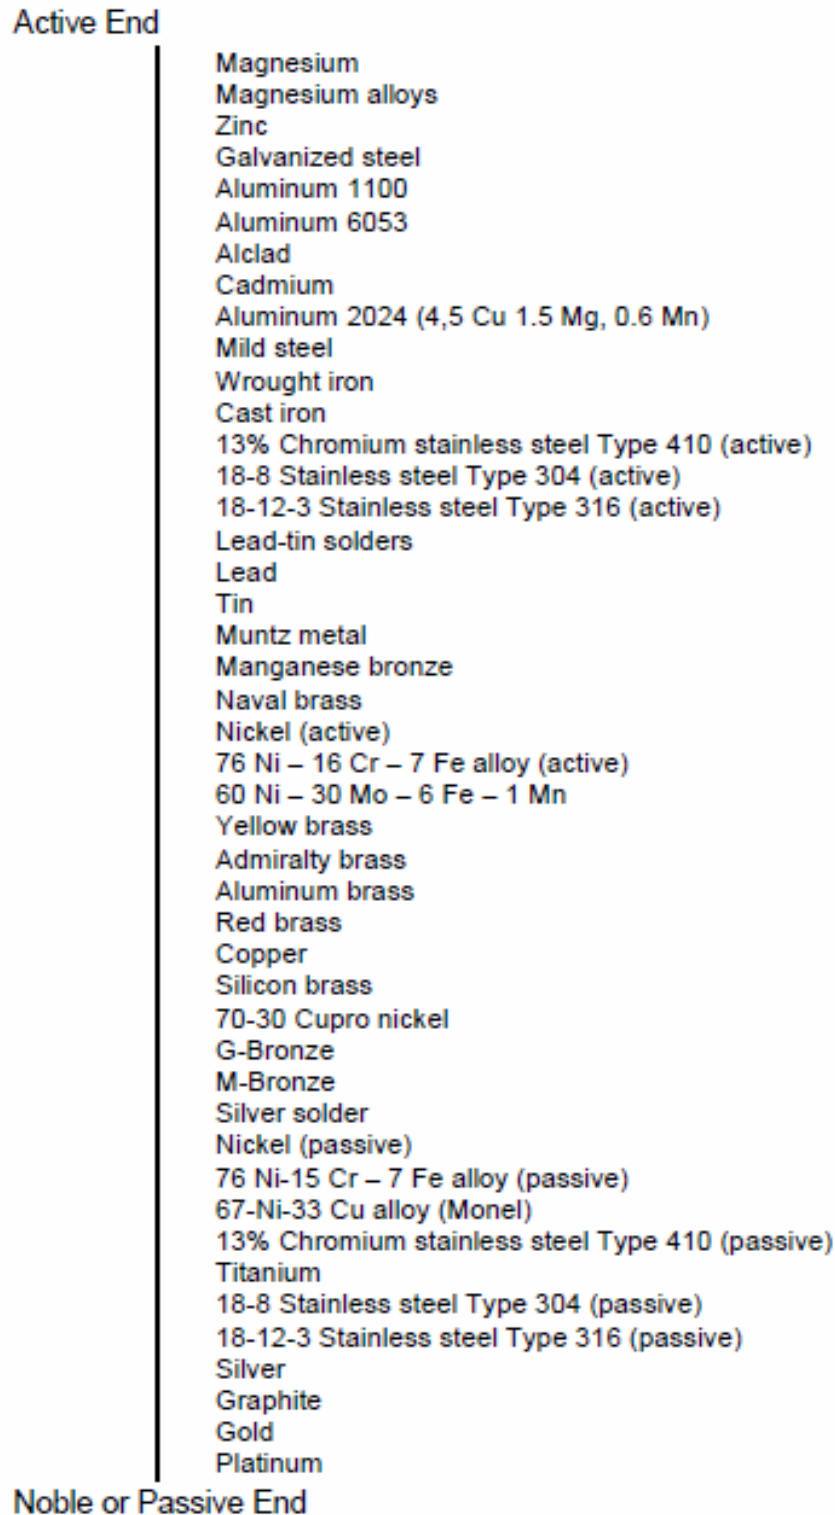 Active End
Magnesium
Magnesium alloys
Zinc
Galvanized steel
Aluminum 1100
Aluminum 6053
Alclad
Cadmium
Aluminum 2024 (4,5 Cu 1.5 Mg, 0.6 Mn)
Mild steel
Wrought iron
Cast iron
13% Chromium stainless steel Type 410 (active)
18-8 Stainless steel Type 304 (active)
18-12-3 Stainless steel Type 316 (active)
Lead-tin solders
Lead
Tin
Muntz metal
Manganese bronze
Naval brass
Nickel (active)
76 Ni – 16 Cr – 7 Fe alloy (active)
60 Ni – 30 Mo – 6 Fe – 1 Mn
Yellow brass
Admiralty brass
Aluminum brass
Red brass
Copper
Silicon brass
70-30 Cupro nickel
G-Bronze
M-Bronze
Silver solder
Nickel (passive)
76 Ni-15 Cr – 7 Fe alloy (passive)
67-Ni-33 Cu alloy (Monel)
13% Chromium stainless steel Type 410 (passive)
Titanium
18-8 Stainless steel Type 304 (passive)
18-12-3 Stainless steel Type 316 (passive)
Silver
Graphite
Gold
Platinum
Noble or Passive End